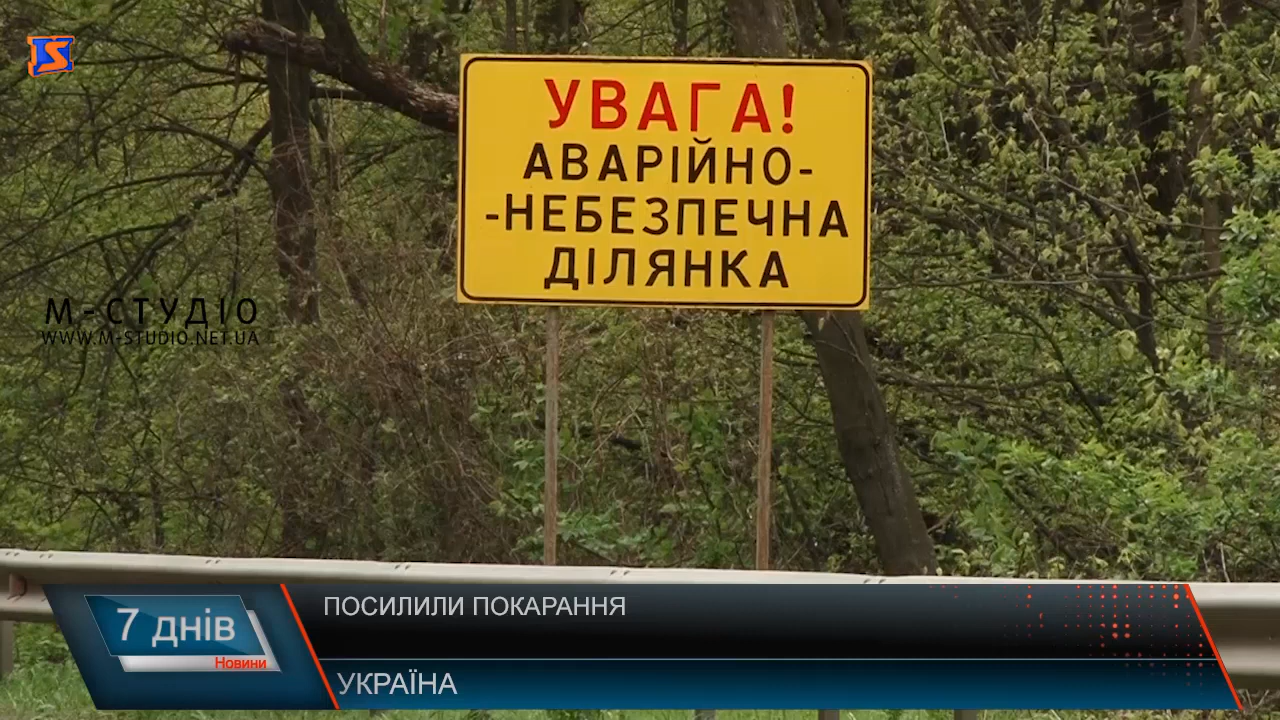 УВАГА!
АВАРІЙНО-
-НЕБЕЗПЕЧНА
ДІЛЯНКА
М-СТУДІО
WWW.M-STUDIO.NET.UA
7 днів
Новини
ПОСИЛИЛИ ПОКАРАННЯ
УКРАЇНА